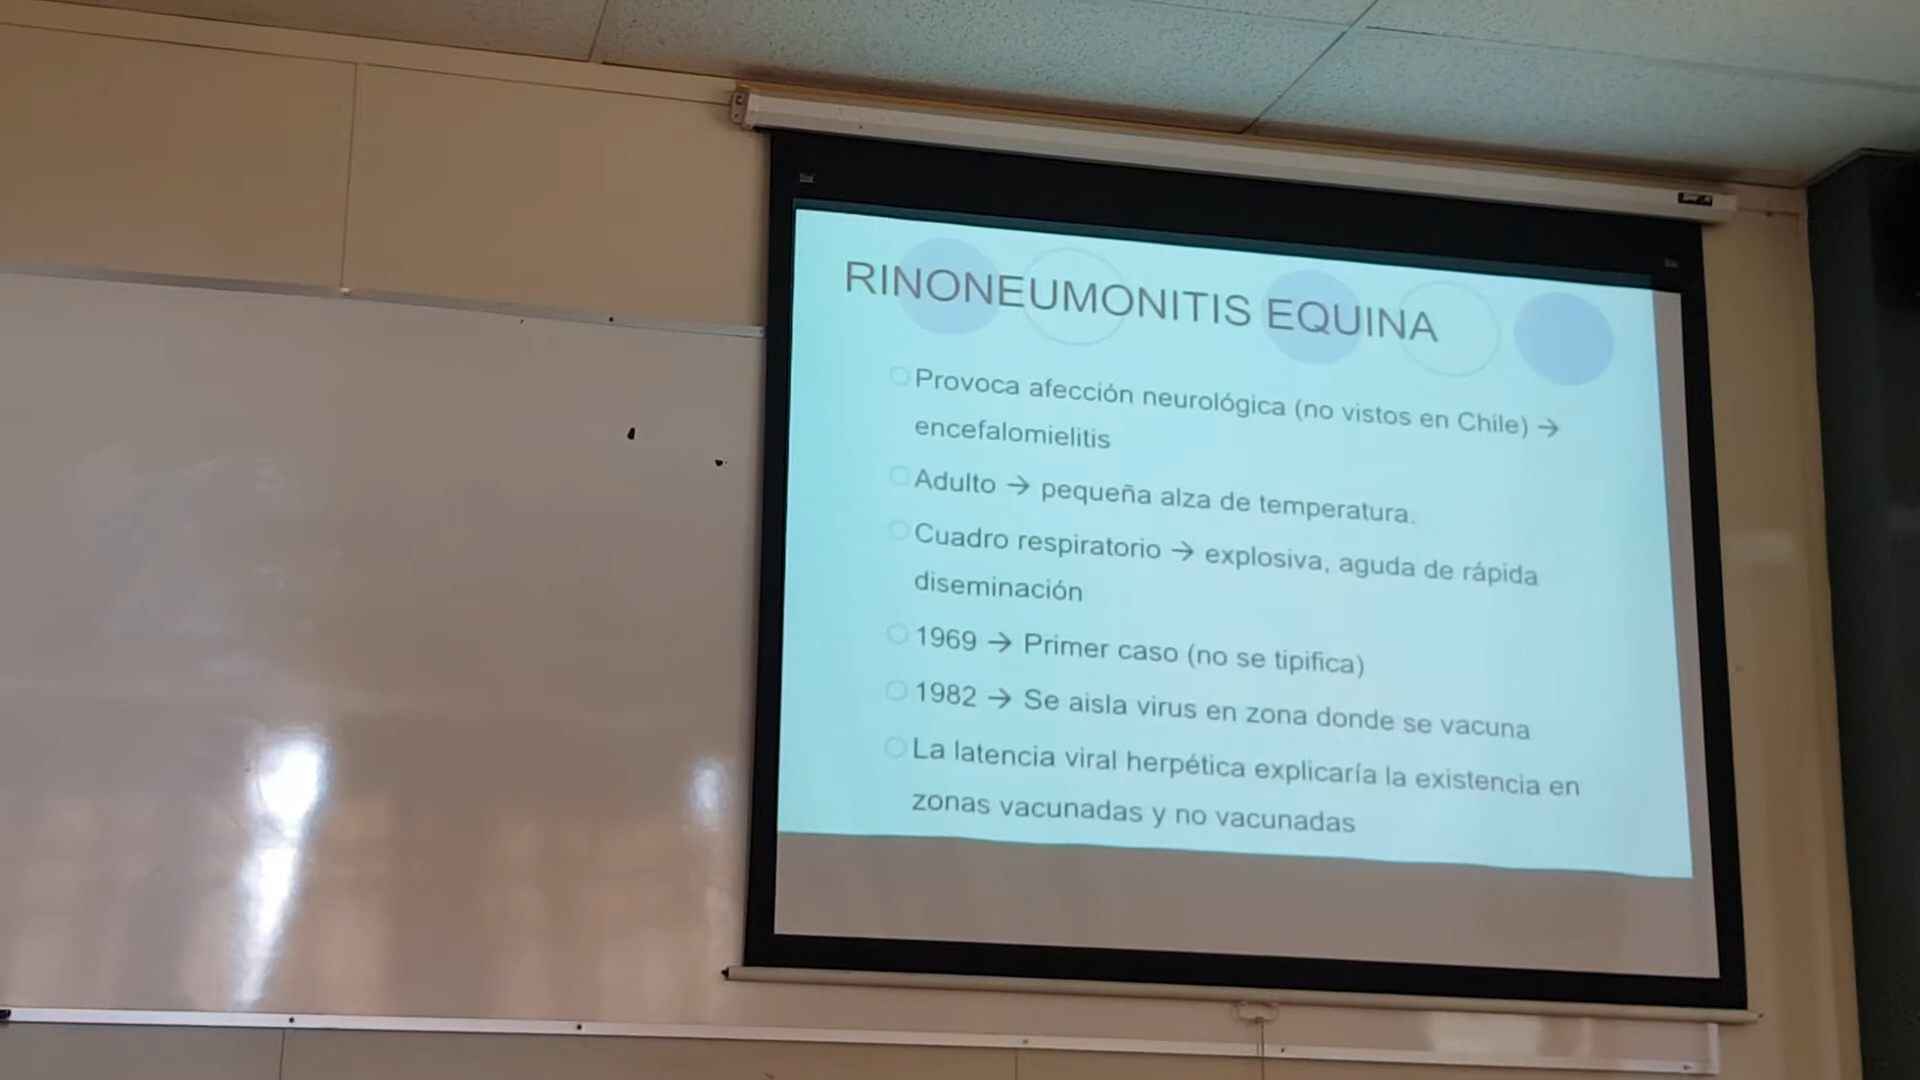 RINONEUMONITIS EQUINA
Provoca afección neurológica (no vistos en Chile) →
encefalomielitis
Adulto → pequeña alza de temperatura.
Cuadro respiratorio → explosiva, aguda de rápida
diseminación
1969 → Primer caso (no se tipifica)
1982 → Se aisla virus en zona donde se vacuna
La latencia viral herpética explicaría la existencia en
zonas vacunadas y no vacunadas